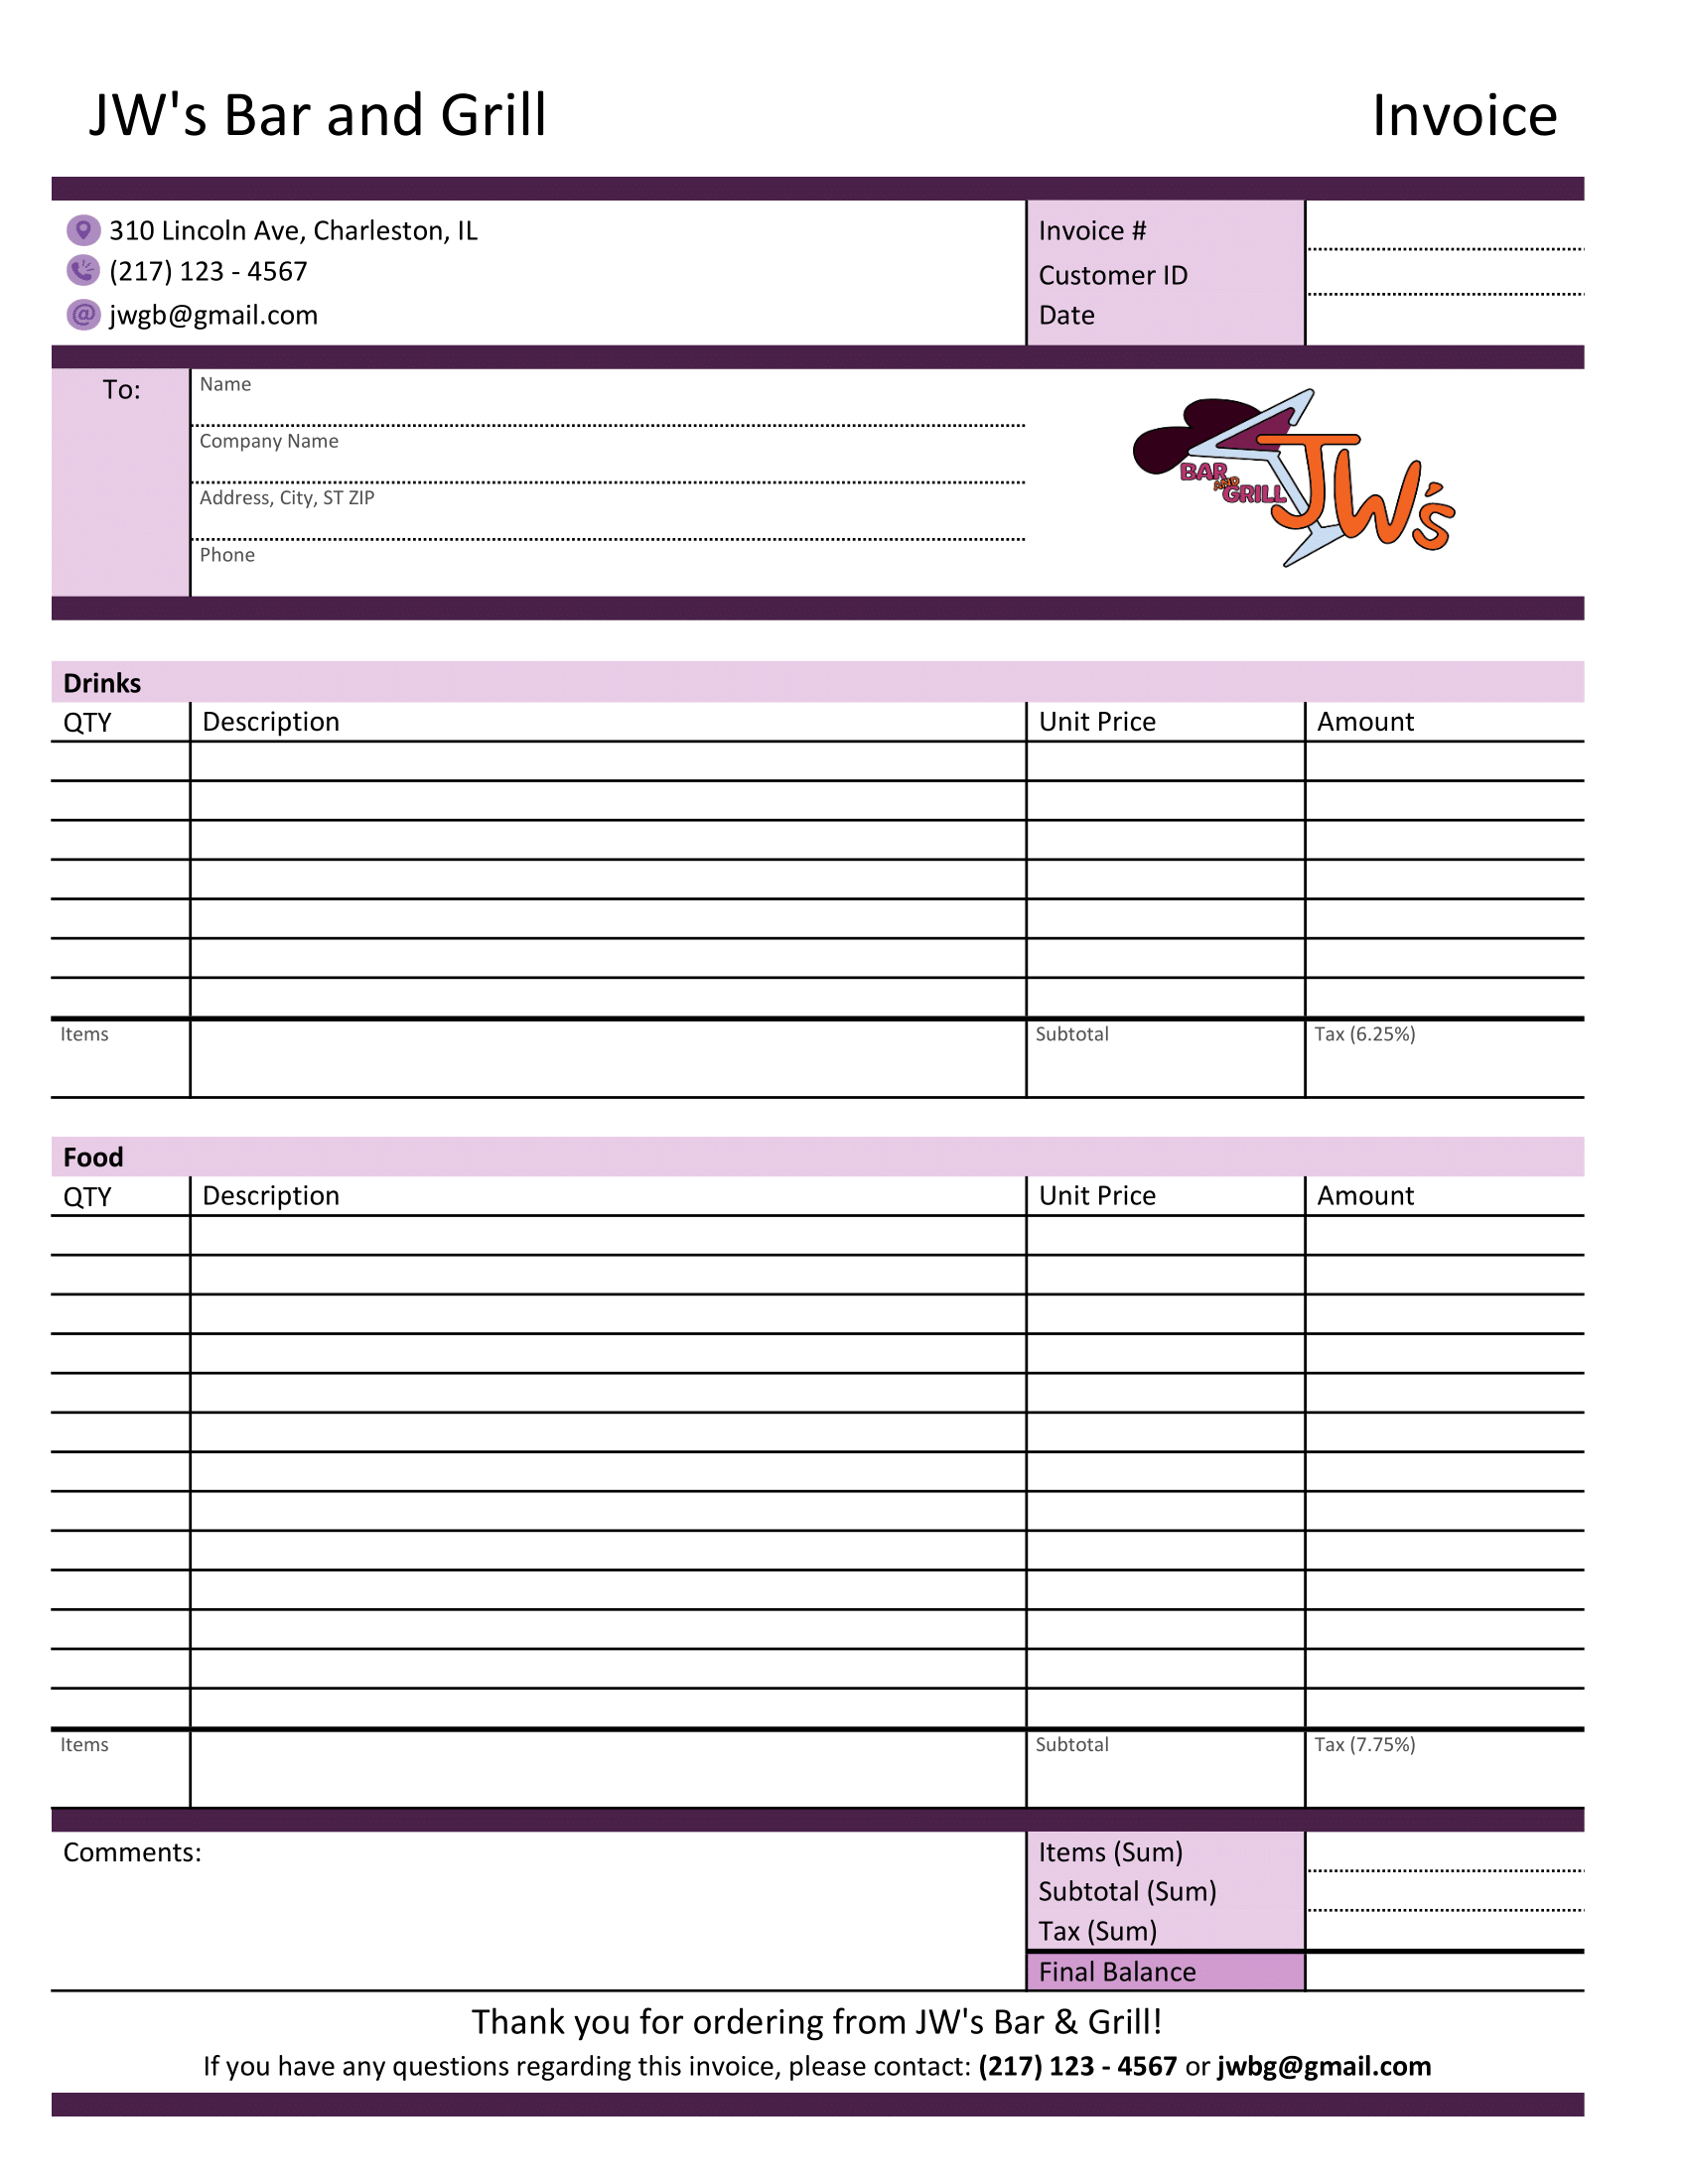 JW's Bar and Grill
Invoice
310 Lincoln Ave, Charleston, IL
(217) 123 - 4567
jwgb@gmail.com
Invoice #
Customer ID
Date
To:
Name
Company Name
Address, City, ST ZIP
Phone
BAR
AND
GRILL
JW's
Drinks
QTY Description Unit Price Amount
Items Subtotal Tax (6.25%)
Food
QTY Description Unit Price Amount
Items Subtotal Tax (7.75%)
Comments:
Items (Sum)
Subtotal (Sum)
Tax (Sum)
Final Balance
Thank you for ordering from JW's Bar & Grill!
If you have any questions regarding this invoice, please contact: (217) 123 - 4567 or jwbg@gmail.com